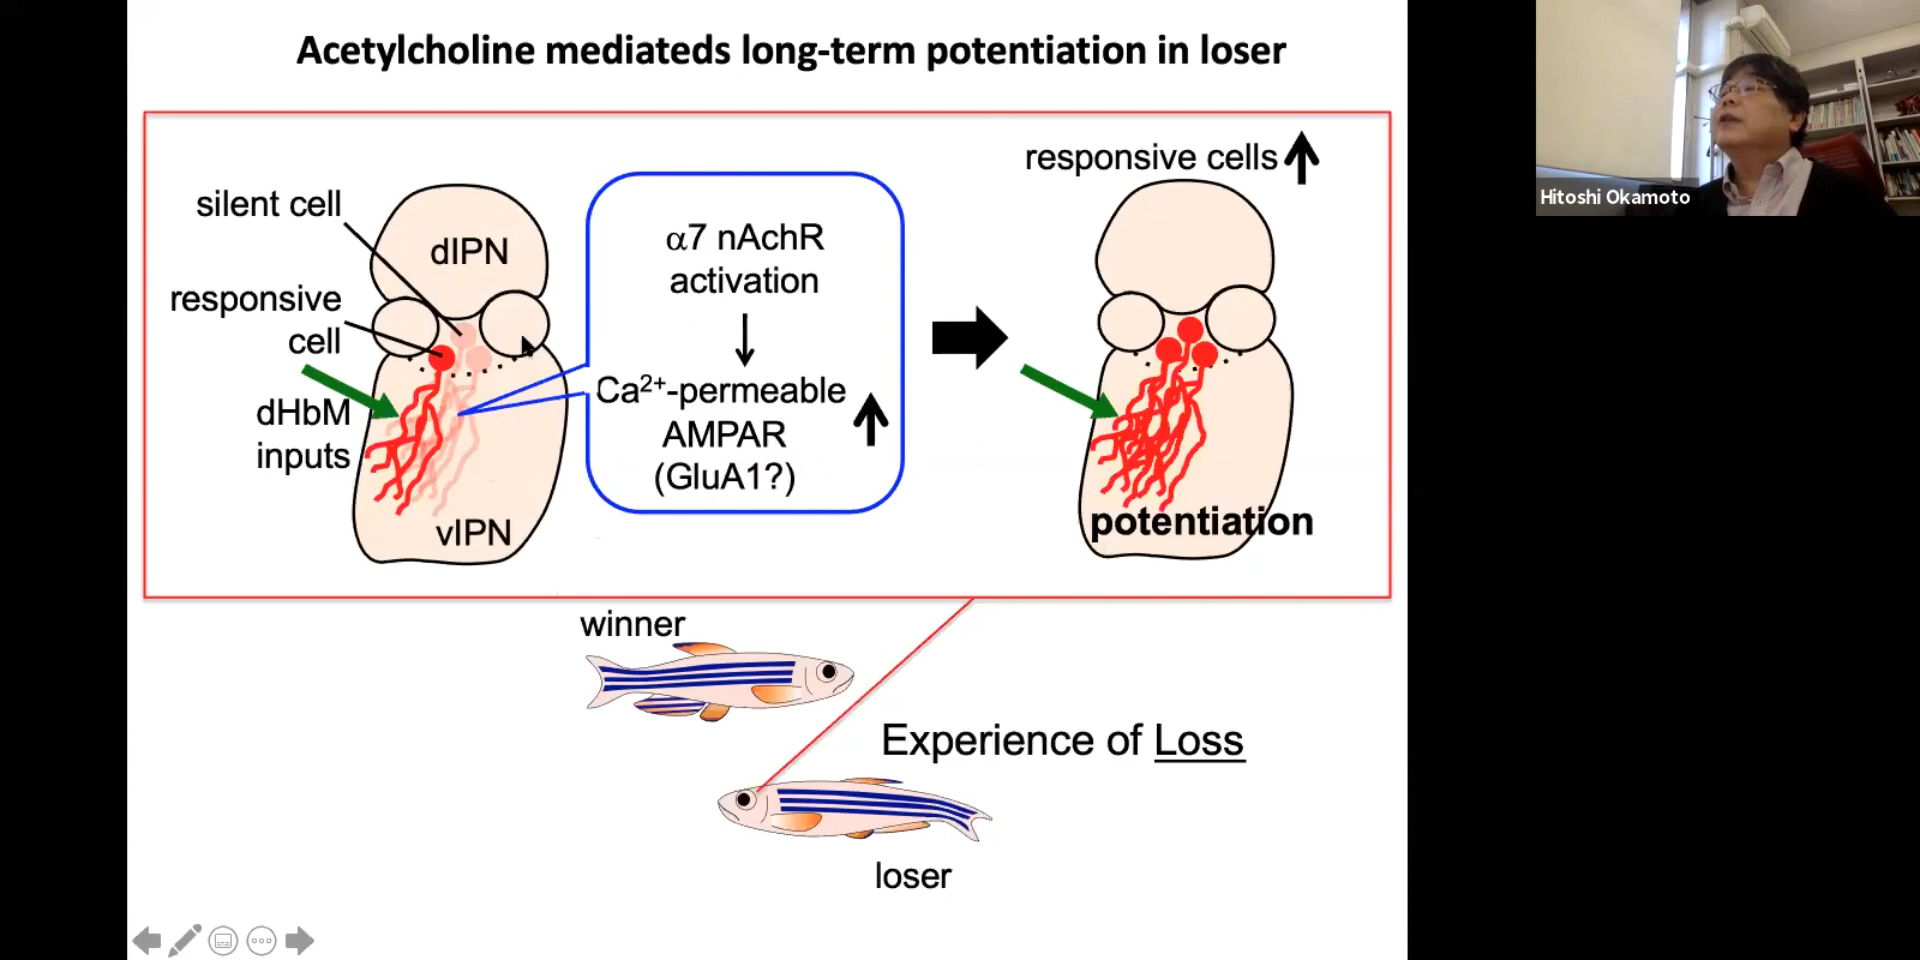 Acetylcholine mediateds long-term potentiation in loser
silent cell
dIPN
responsive
cell
dHbM
inputs
vIPN
α7 nAchR
activation
Ca²⁺-permeable
AMPAR
(GluA1?)
responsive cells
potentiation
winner
Experience of Loss
loser
Hitoshi Okamoto